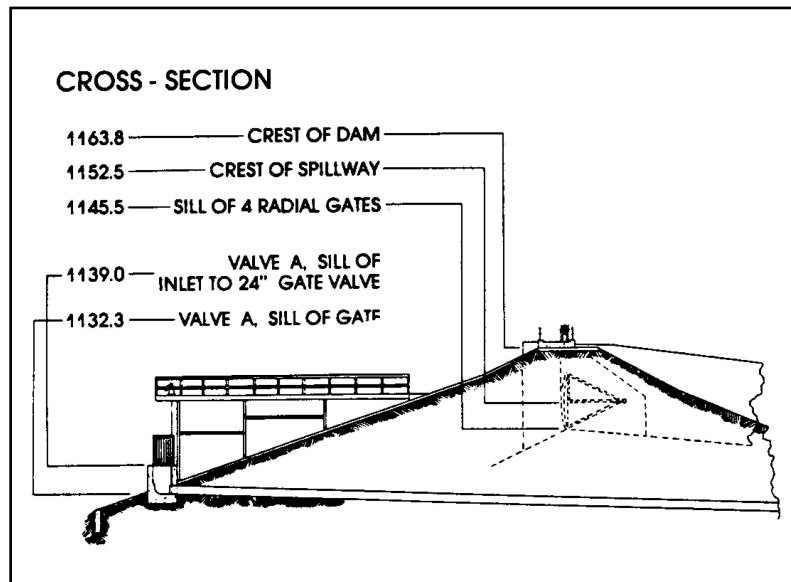 CROSS - SECTION
1163.8 CREST OF DAM
1152.5 CREST OF SPILLWAY
1145.5 SILL OF 4 RADIAL GATES
1139.0 VALVE A, SILL OF
INLET TO 24" GATE VALVE
1132.3 VALVE A, SILL OF GATE